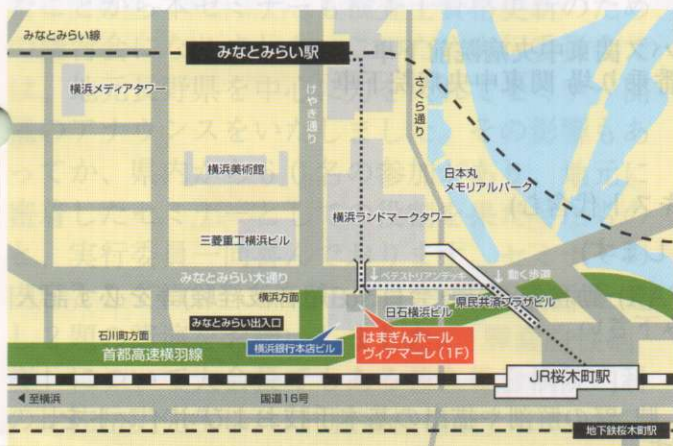 みなとみらい線
みなとみらい駅
横浜メディアタワー
けやき通り
さくら通り
横浜美術館
日本丸
メモリアルパーク
横浜ランドマークタワー
三菱重工横浜ビル
みなとみらい大通り
↓ペデストリアンデッキ
↓動く歩道
横浜方面
日石横浜ビル
県民共済プラザビル
みなとみらい出入口
石川町方面
首都高速横羽線
横浜銀行本店ビル
はまぎんホール
ヴィアマーレ(1F)
JR桜木町駅
◀至横浜
国道16号
地下鉄桜木町駅